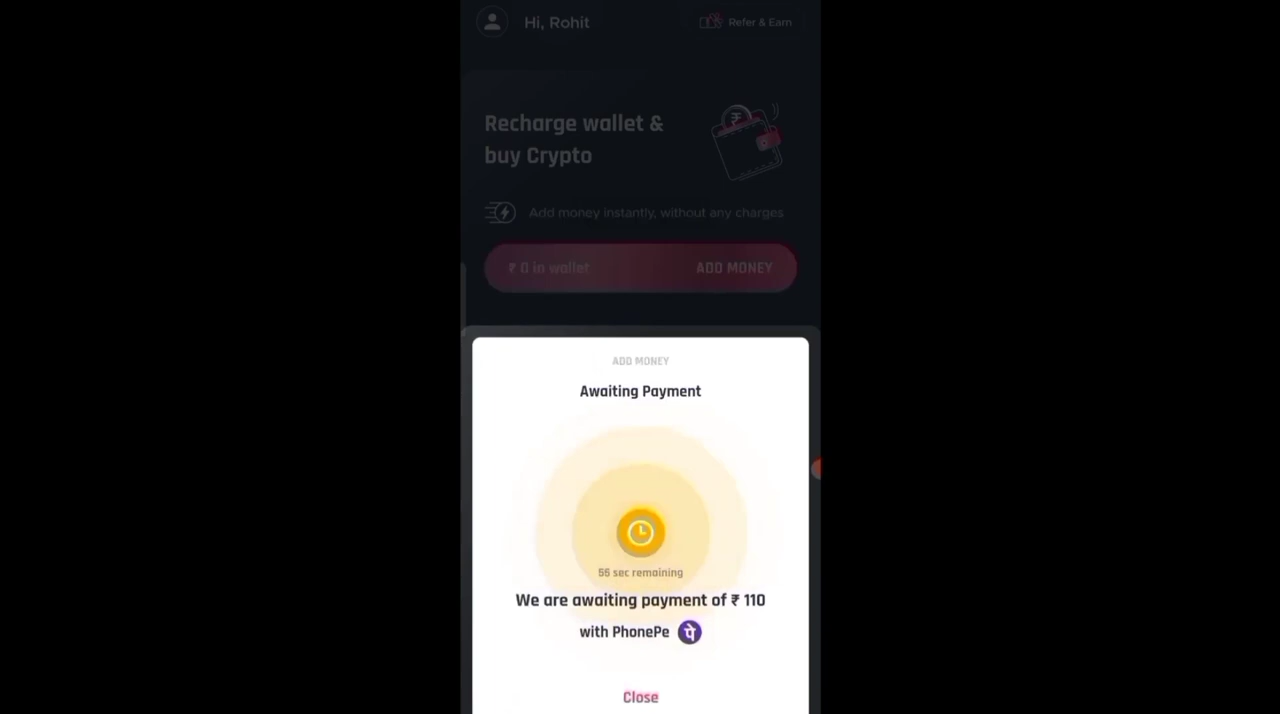 Hi, Rohit
Refer & Earn
Recharge wallet &
buy Crypto
₹
Add money instantly, without any charges
₹ 0 in wallet
ADD MONEY
ADD MONEY
Awaiting Payment
56 sec remaining
We are awaiting payment of ₹ 110
with PhonePe पे
Close